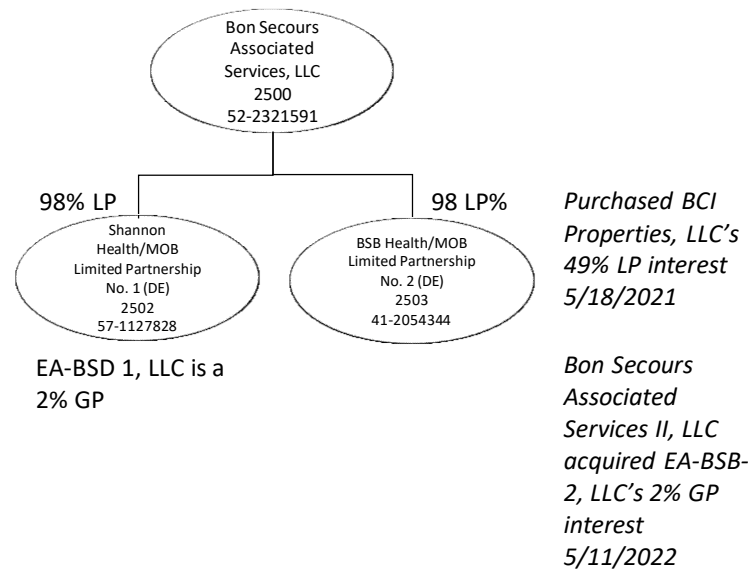 Bon Secours
Associated
Services, LLC
2500
52-2321591
98% LP
98 LP%
Shannon
Health/MOB
Limited Partnership
No. 1 (DE)
2502
57-1127828
BSB Health/MOB
Limited Partnership
No. 2 (DE)
2503
41-2054344
EA-BSD 1, LLC is a
2% GP
Purchased BCI
Properties, LLC’s
49% LP interest
5/18/2021
Bon Secours
Associated
Services II, LLC
acquired EA-BSB-
2, LLC’s 2% GP
interest
5/11/2022